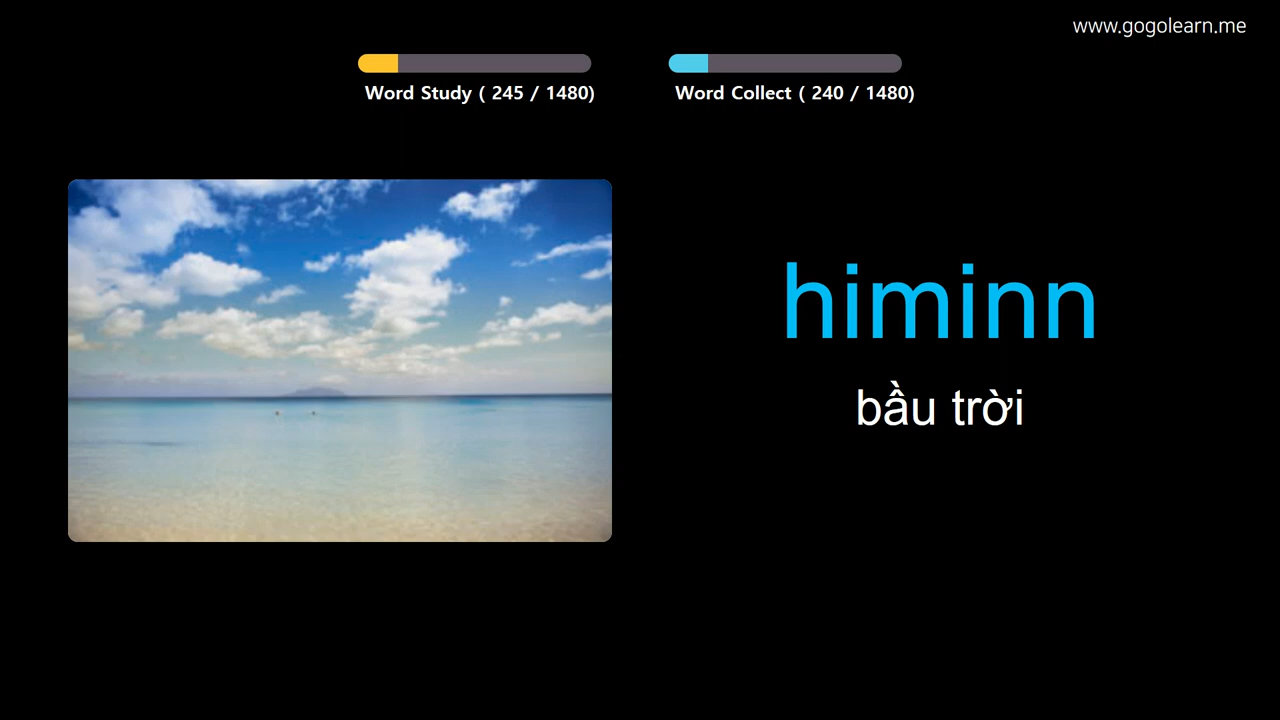 www.gogolearn.me
Word Study ( 245 / 1480)
Word Collect ( 240 / 1480)
himinn
bầu trời